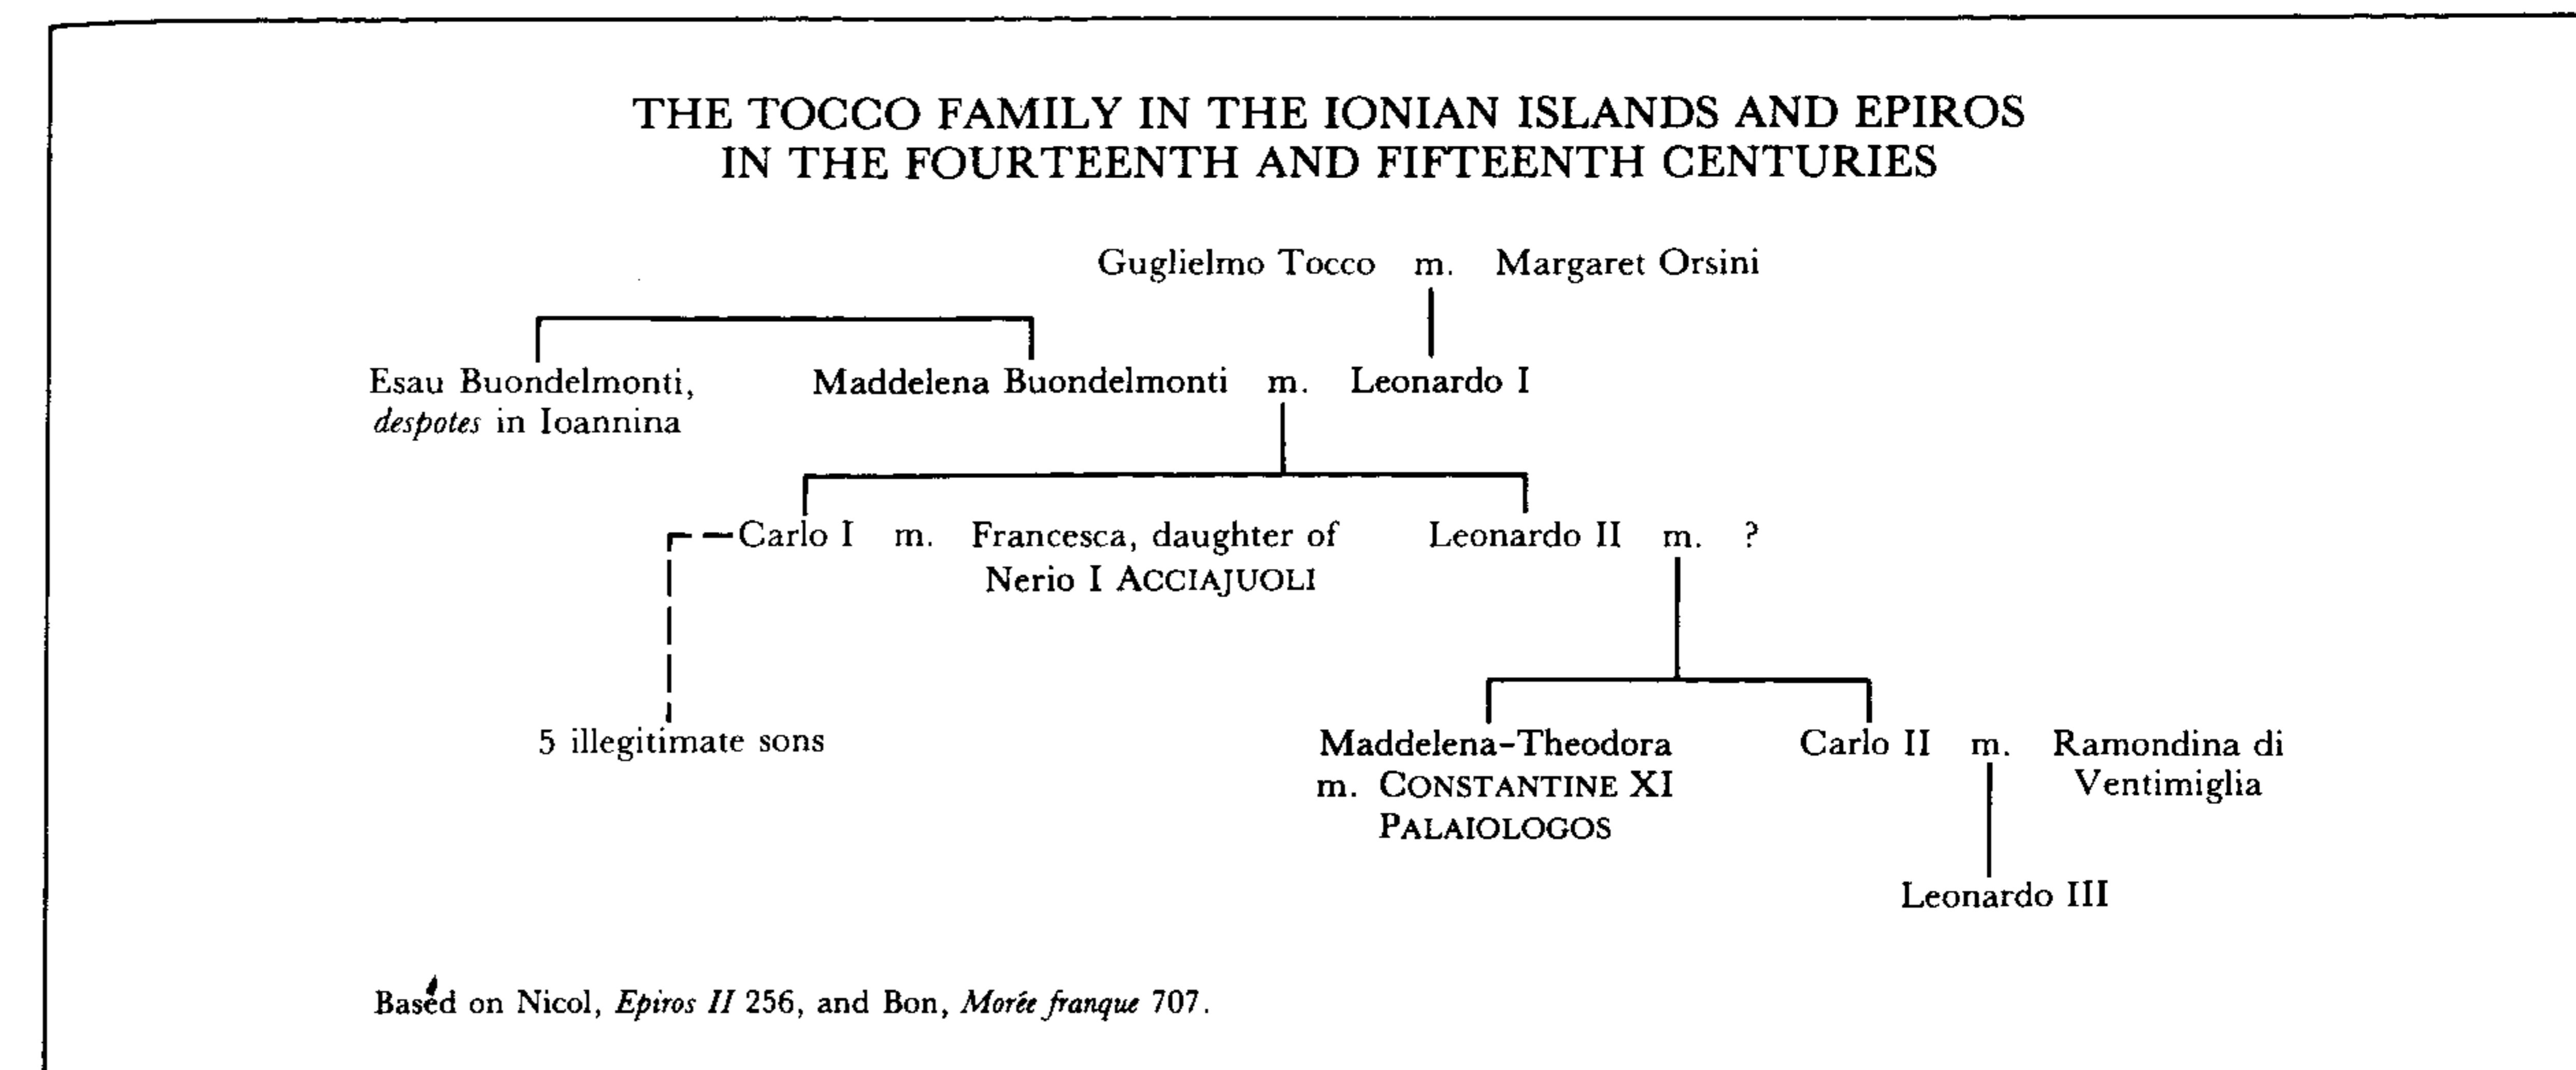 THE TOCCO FAMILY IN THE IONIAN ISLANDS AND EPIROS
IN THE FOURTEENTH AND FIFTEENTH CENTURIES
Guglielmo Tocco m. Margaret Orsini
Esau Buondelmonti, Maddelena Buondelmonti m. Leonardo I
despotes in Ioannina
Carlo I m. Francesca, daughter of Leonardo II m. ?
Nerio I ACCIAJUOLI
5 illegitimate sons Maddelena-Theodora Carlo II m. Ramondina di
m. CONSTANTINE XI Ventimiglia
PALAIOLOGOS
Leonardo III
Based on Nicol, Epiros II 256, and Bon, Morée franque 707.